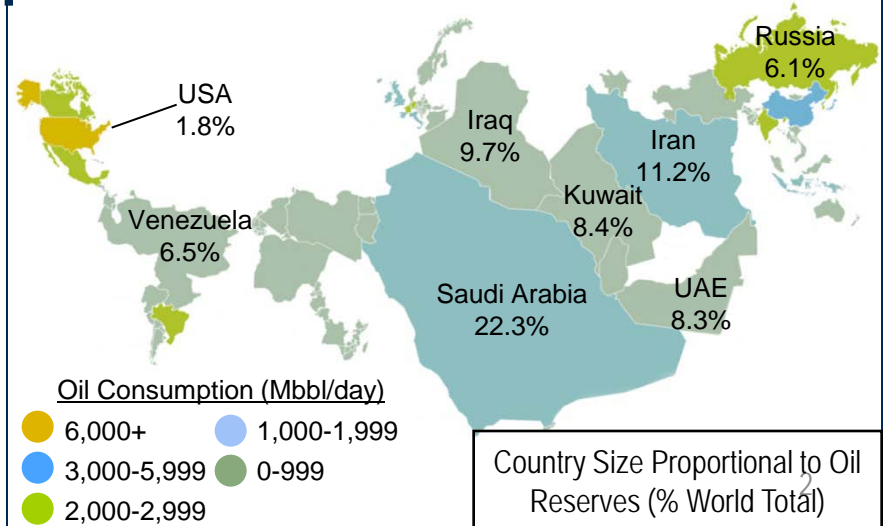 Russia
6.1%
USA
1.8%
Iraq
9.7%
Iran
11.2%
Kuwait
8.4%
Venezuela
6.5%
Saudi Arabia
22.3%
UAE
8.3%
Oil Consumption (Mbbl/day)
6,000+
1,000-1,999
3,000-5,999
0-999
2,000-2,999
Country Size Proportional to Oil
Reserves (% World Total)
2